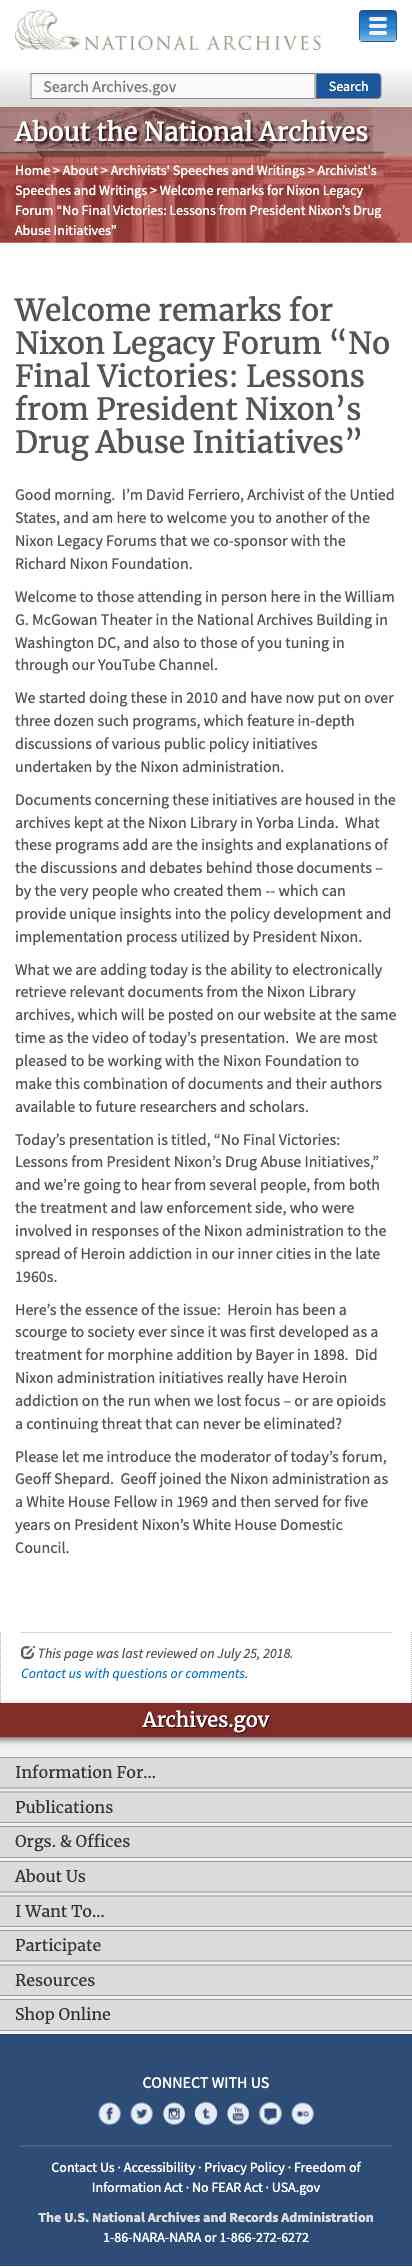 NATIONAL ARCHIVES
Search Archives.gov
Search
About the National Archives
Home > About > Archivists' Speeches and Writings > Archivist's
Speeches and Writings > Welcome remarks for Nixon Legacy
Forum “No Final Victories: Lessons from President Nixon’s Drug
Abuse Initiatives”
Welcome remarks for
Nixon Legacy Forum “No
Final Victories: Lessons
from President Nixon’s
Drug Abuse Initiatives”
Good morning.  I’m David Ferriero, Archivist of the Untied
States, and am here to welcome you to another of the
Nixon Legacy Forums that we co-sponsor with the
Richard Nixon Foundation.
Welcome to those attending in person here in the William
G. McGowan Theater in the National Archives Building in
Washington DC, and also to those of you tuning in
through our YouTube Channel.
We started doing these in 2010 and have now put on over
three dozen such programs, which feature in-depth
discussions of various public policy initiatives
undertaken by the Nixon administration.
Documents concerning these initiatives are housed in the
archives kept at the Nixon Library in Yorba Linda.  What
these programs add are the insights and explanations of
the discussions and debates behind those documents –
by the very people who created them -- which can
provide unique insights into the policy development and
implementation process utilized by President Nixon.
What we are adding today is the ability to electronically
retrieve relevant documents from the Nixon Library
archives, which will be posted on our website at the same
time as the video of today’s presentation.  We are most
pleased to be working with the Nixon Foundation to
make this combination of documents and their authors
available to future researchers and scholars.
Today’s presentation is titled, “No Final Victories:
Lessons from President Nixon’s Drug Abuse Initiatives,”
and we’re going to hear from several people, from both
the treatment and law enforcement side, who were
involved in responses of the Nixon administration to the
spread of Heroin addiction in our inner cities in the late
1960s.
Here’s the essence of the issue:  Heroin has been a
scourge to society ever since it was first developed as a
treatment for morphine addition by Bayer in 1898.  Did
Nixon administration initiatives really have Heroin
addiction on the run when we lost focus – or are opioids
a continuing threat that can never be eliminated?
Please let me introduce the moderator of today’s forum,
Geoff Shepard.  Geoff joined the Nixon administration as
a White House Fellow in 1969 and then served for five
years on President Nixon’s White House Domestic
Council.
This page was last reviewed on July 25, 2018.
Contact us with questions or comments.
Archives.gov
Information For…
Publications
Orgs. & Offices
About Us
I Want To…
Participate
Resources
Shop Online
CONNECT WITH US
Contact Us · Accessibility · Privacy Policy · Freedom of
Information Act · No FEAR Act · USA.gov
The U.S. National Archives and Records Administration
1-86-NARA-NARA or 1-866-272-6272